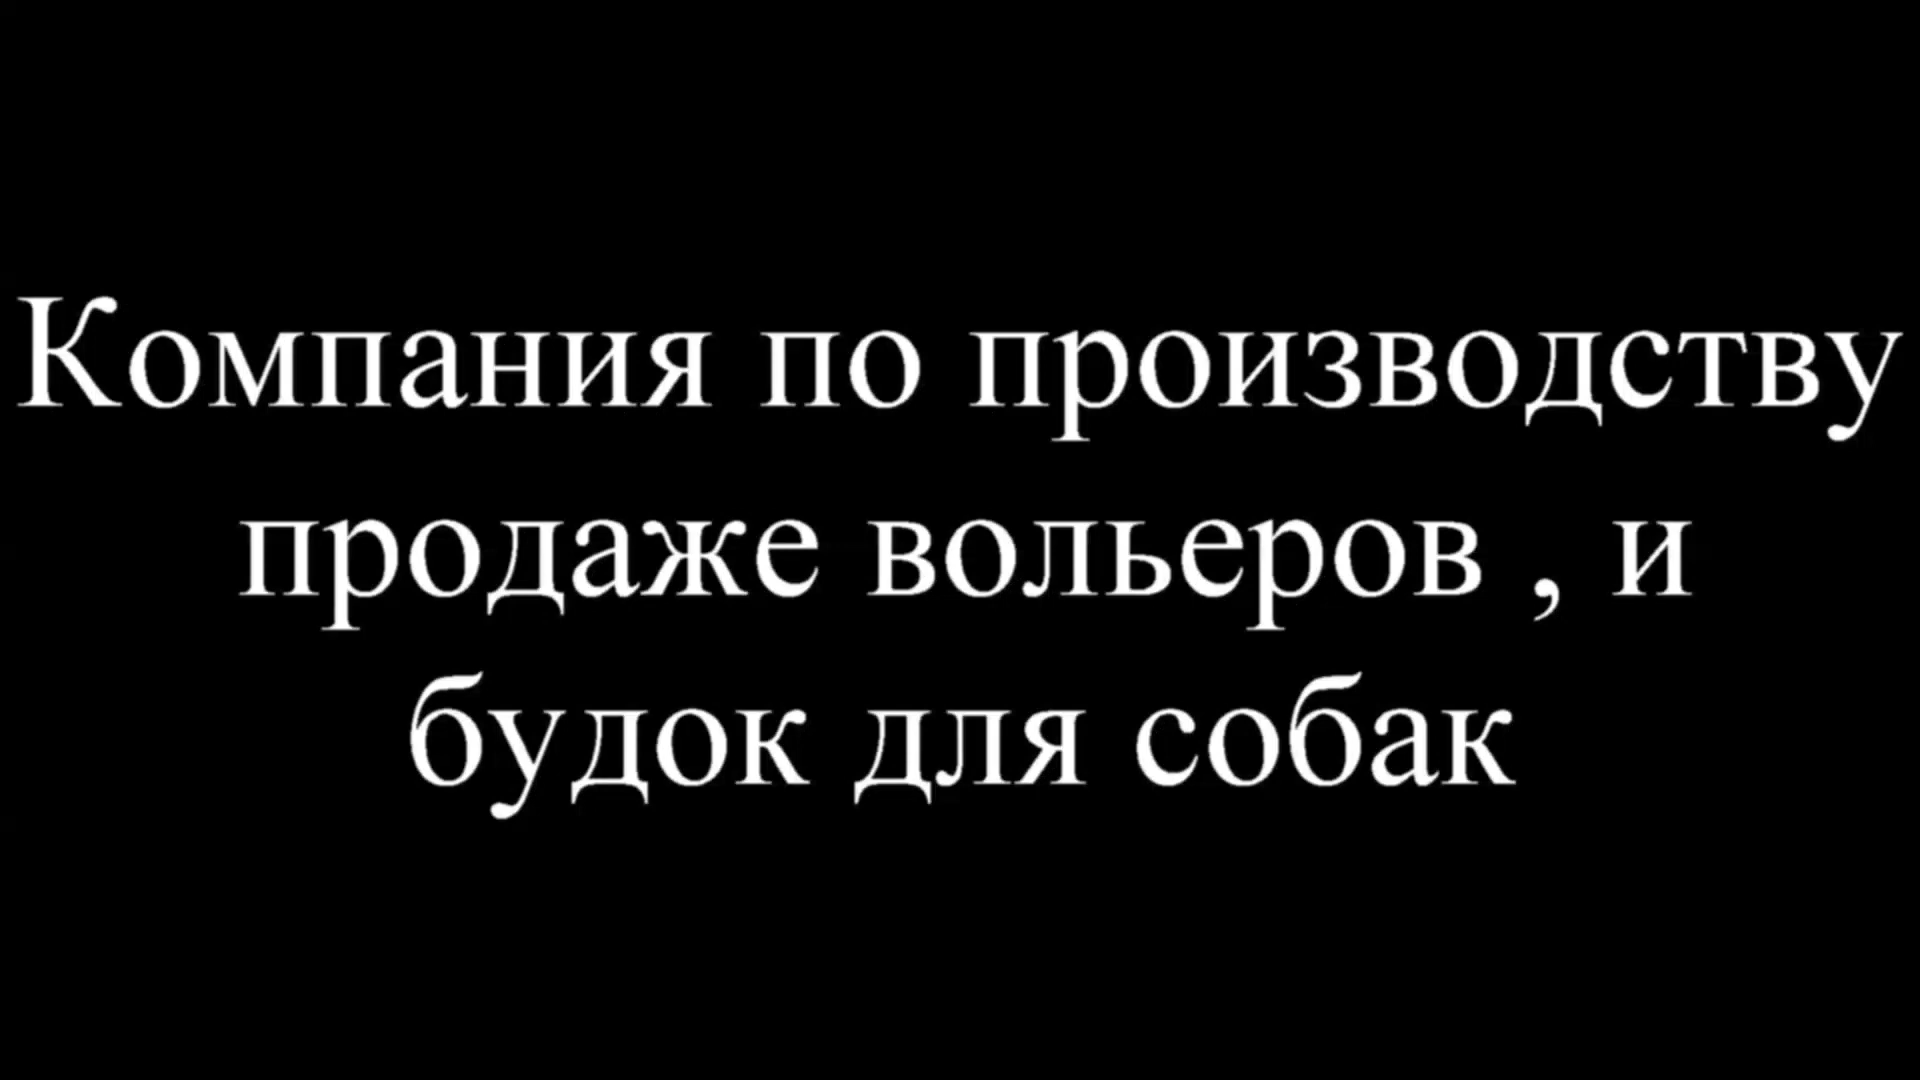 Компания по производству
продаже вольеров , и
будок для собак